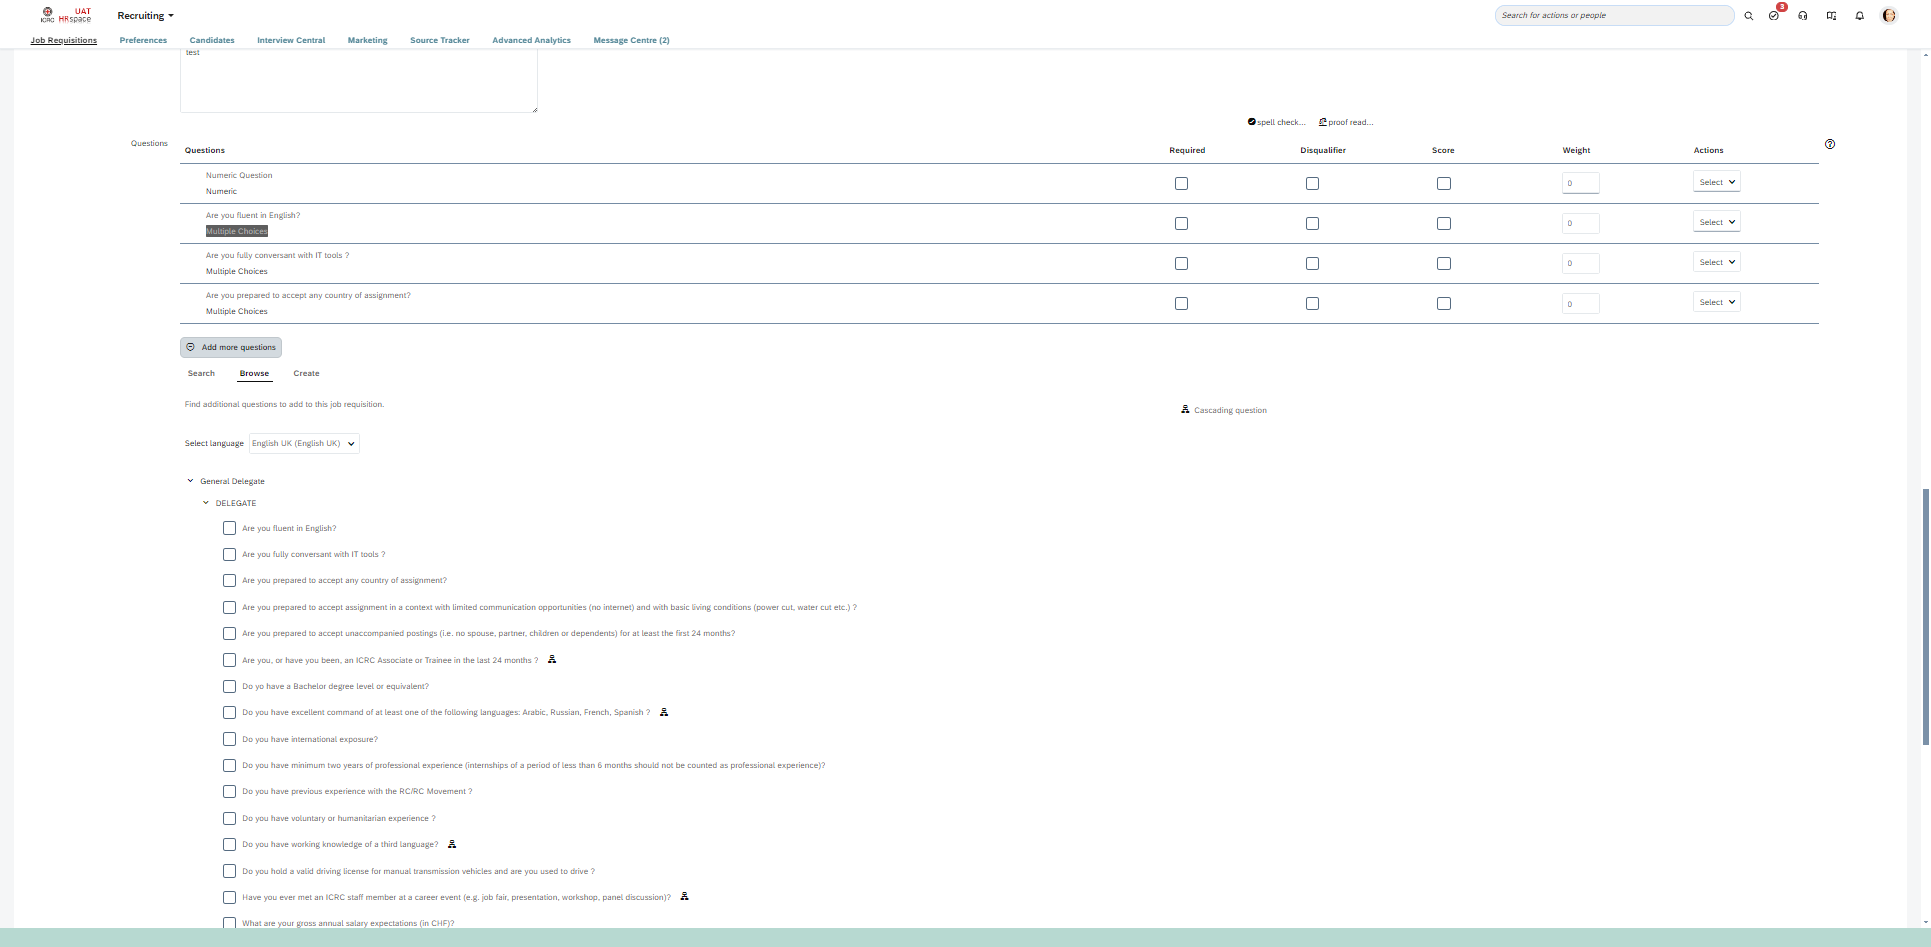 ICRC
UAT
HRspace
Recruiting
Search for actions or people
3
Job Requisitions
Preferences
Candidates
Interview Central
Marketing
Source Tracker
Advanced Analytics
Message Centre (2)
test
spell check...
proof read...
Questions
Questions
Required
Disqualifier
Score
Weight
Actions
Numeric Question
Numeric
0
Select
Are you fluent in English?
Multiple Choices
0
Select
Are you fully conversant with IT tools ?
Multiple Choices
0
Select
Are you prepared to accept any country of assignment?
Multiple Choices
0
Select
Add more questions
Search
Browse
Create
Find additional questions to add to this job requisition.
Cascading question
Select language
English UK (English UK)
General Delegate
DELEGATE
Are you fluent in English?
Are you fully conversant with IT tools ?
Are you prepared to accept any country of assignment?
Are you prepared to accept assignment in a context with limited communication opportunities (no internet) and with basic living conditions (power cut, water cut etc.) ?
Are you prepared to accept unaccompanied postings (i.e. no spouse, partner, children or dependents) for at least the first 24 months?
Are you, or have you been, an ICRC Associate or Trainee in the last 24 months ?
Do yo have a Bachelor degree level or equivalent?
Do you have excellent command of at least one of the following languages: Arabic, Russian, French, Spanish ?
Do you have international exposure?
Do you have minimum two years of professional experience (internships of a period of less than 6 months should not be counted as professional experience)?
Do you have previous experience with the RC/RC Movement ?
Do you have voluntary or humanitarian experience ?
Do you have working knowledge of a third language?
Do you hold a valid driving license for manual transmission vehicles and are you used to drive ?
Have you ever met an ICRC staff member at a career event (e.g. job fair, presentation, workshop, panel discussion)?
What are your gross annual salary expectations (in CHF)?